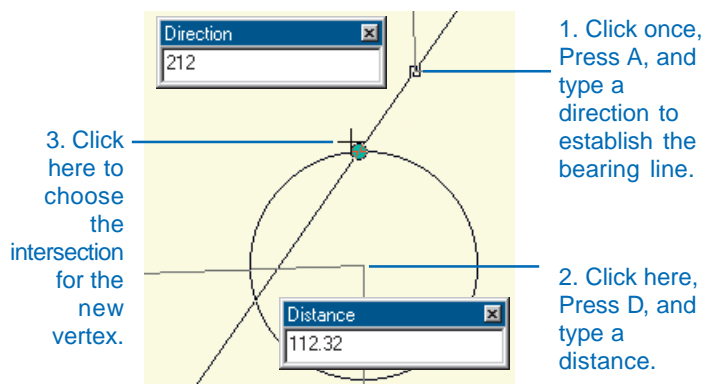 Direction
212
1. Click once,
Press A, and
type a
direction to
establish the
bearing line.
3. Click
here to
choose
the
intersection
for the
new
vertex.
2. Click here,
Press D, and
type a
distance.
Distance
112.32